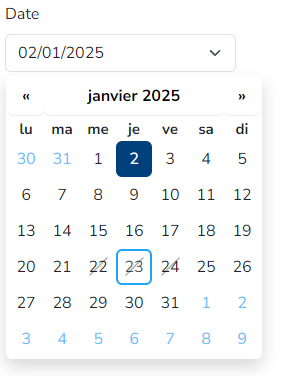 Date
02/01/2025
« janvier 2025 »
lu ma me je ve sa di
30 31 1 2 3 4 5
6 7 8 9 10 11 12
13 14 15 16 17 18 19
20 21 22 23 24 25 26
27 28 29 30 31 1 2
3 4 5 6 7 8 9